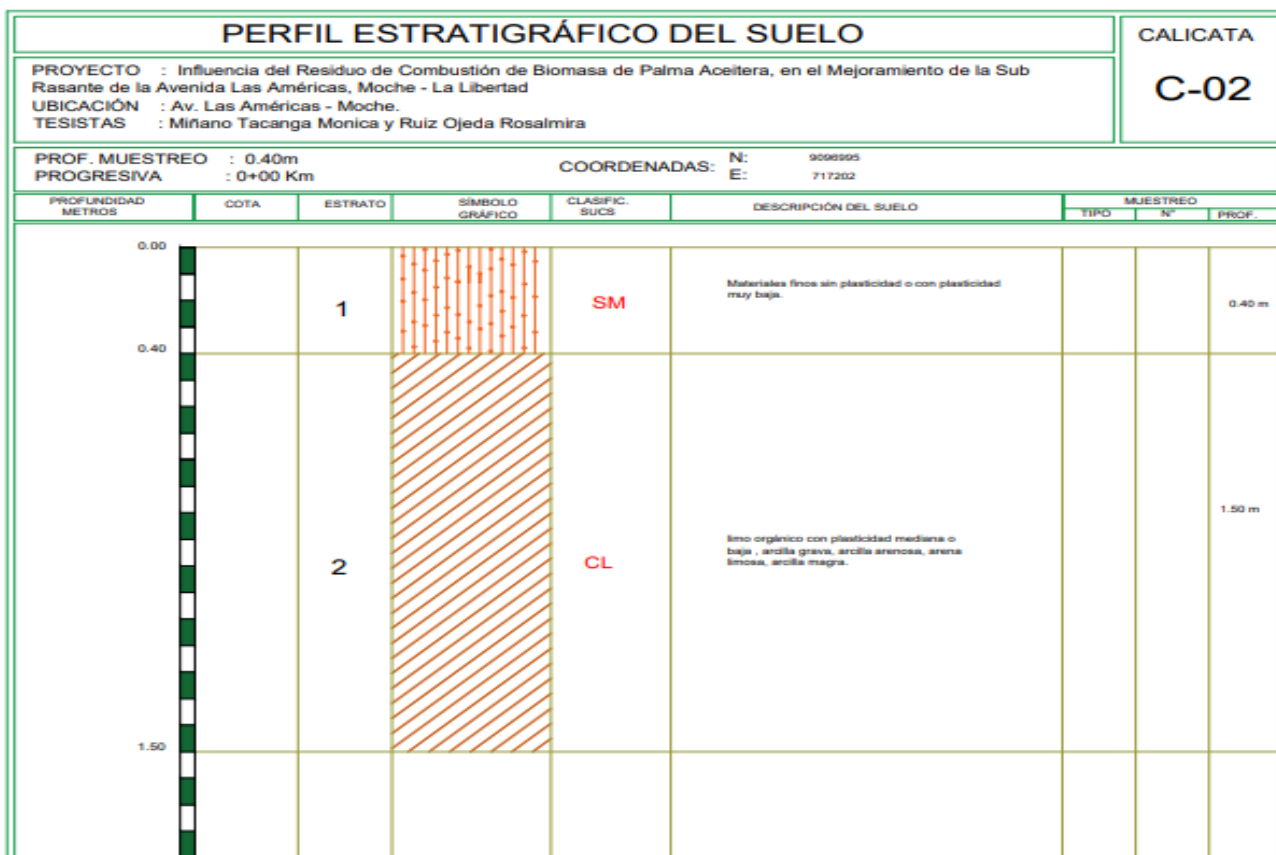 PERFIL ESTRATIGRÁFICO DEL SUELO
CALICATA
C-02
PROYECTO : Influencia del Residuo de Combustión de Biomasa de Palma Aceitera, en el Mejoramiento de la Sub
Rasante de la Avenida Las Américas, Moche - La Libertad
UBICACIÓN : Av. Las Américas - Moche.
TESISTAS : Miñano Tacanga Monica y Ruiz Ojeda Rosalmira
PROF. MUESTREO : 0.40m
PROGRESIVA : 0+00 Km
COORDENADAS:
N: 9098995
E: 717202
PROFUNDIDAD
METROS
COTA
ESTRATO
SÍMBOLO
GRÁFICO
CLASIFIC.
SUCS
DESCRIPCIÓN DEL SUELO
MUESTREO
TIPO
N°
PROF.
0.00
1
SM
Materiales finos sin plasticidad o con plasticidad
muy baja.
0.40 m
0.40
2
CL
limo orgánico con plasticidad mediana o
baja , arcilla grava, arcilla arenosa, arena
limosa, arcilla magra.
1.50 m
1.50